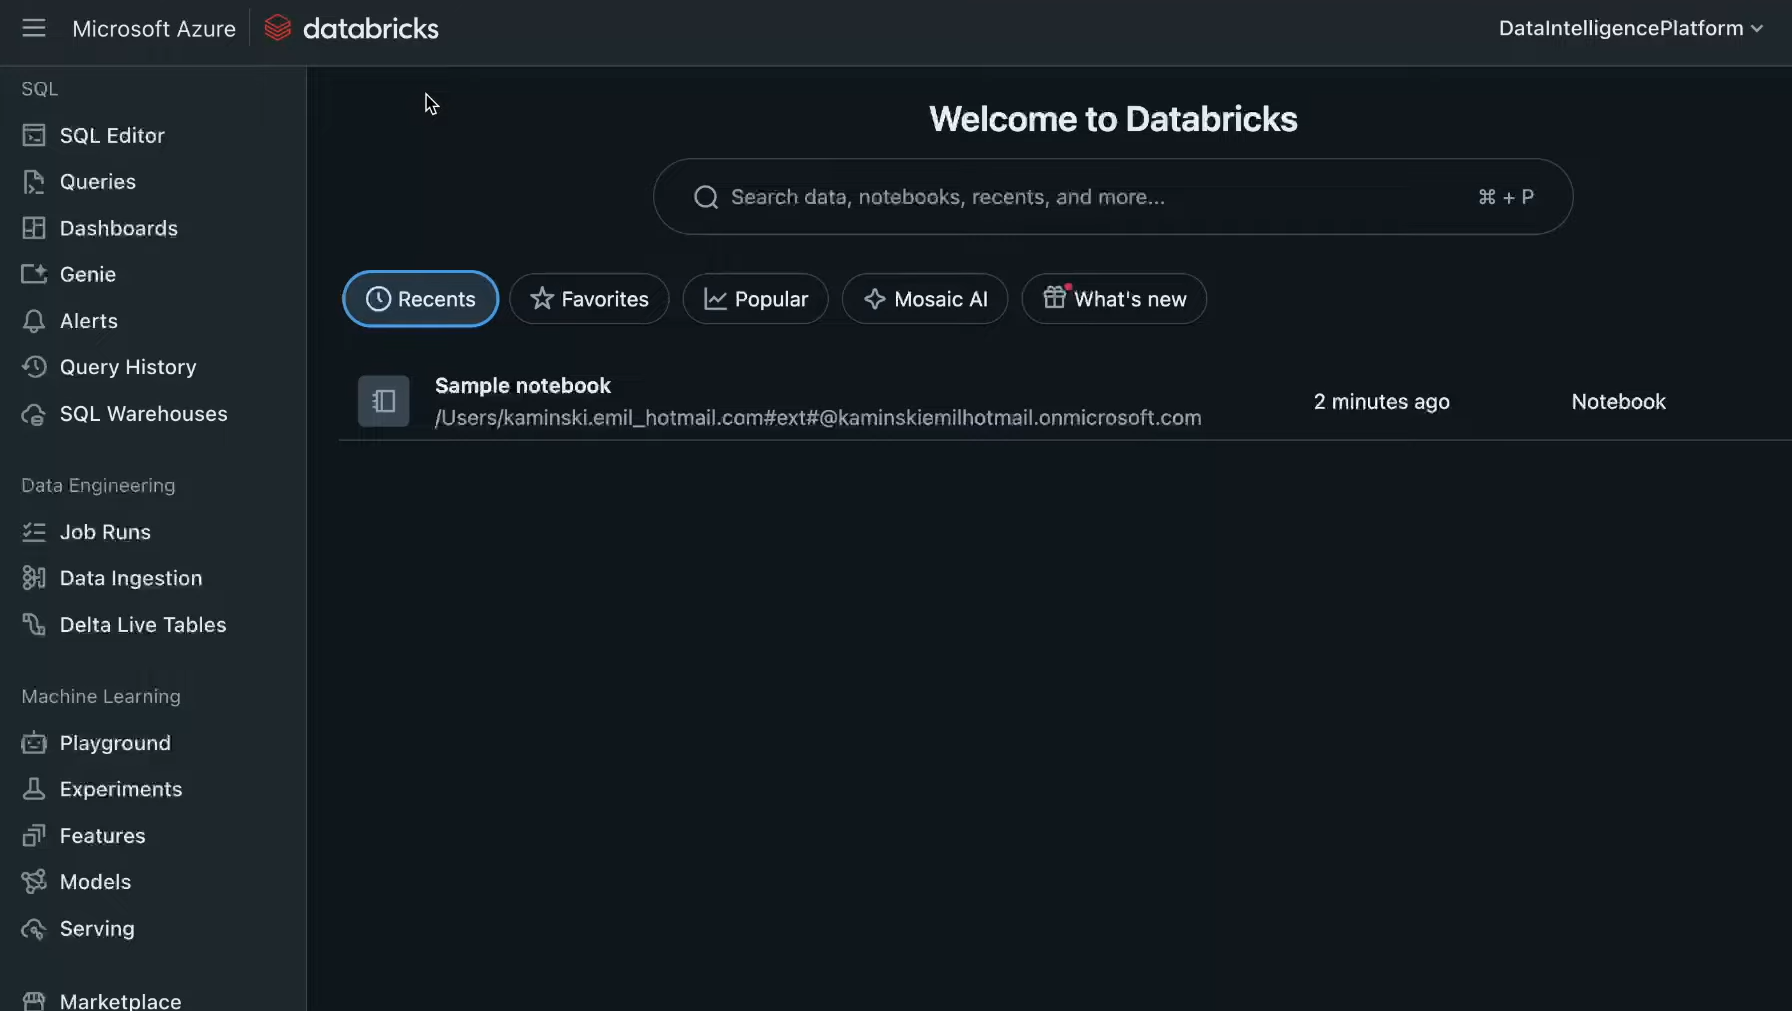 Microsoft Azure databricks DataIntelligencePlatform
SQL
SQL Editor
Queries
Dashboards
Genie
Alerts
Query History
SQL Warehouses
Data Engineering
Job Runs
Data Ingestion
Delta Live Tables
Machine Learning
Playground
Experiments
Features
Models
Serving
Marketplace
Welcome to Databricks
Search data, notebooks, recents, and more... ⌘ + P
Recents Favorites Popular Mosaic AI What's new
Sample notebook
/Users/kaminski.emil_hotmail.com#ext#@kaminskiemilhotmail.onmicrosoft.com
2 minutes ago Notebook